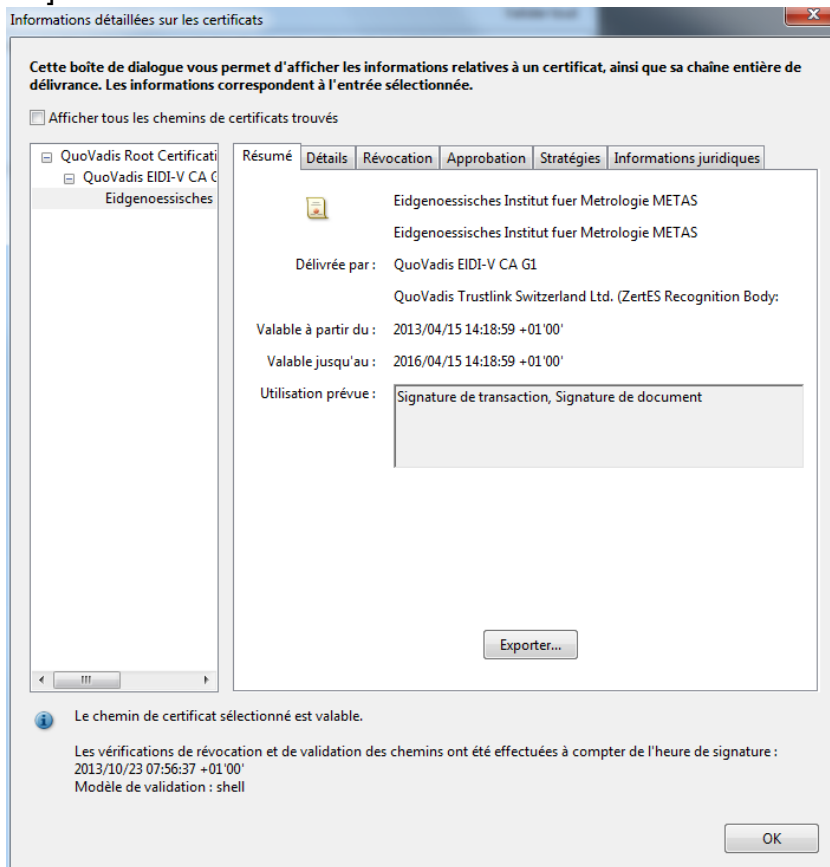 Informations détaillées sur les certificats
Cette boîte de dialogue vous permet d'afficher les informations relatives à un certificat, ainsi que sa chaîne entière de
délivrance. Les informations correspondent à l'entrée sélectionnée.
Afficher tous les chemins de certificats trouvés
QuoVadis Root Certificati
QuoVadis EIDI-V CA G
Eidgenoessisches
Résumé Détails Révocation Approbation Stratégies Informations juridiques
Eidgenoessisches Institut fuer Metrologie METAS
Eidgenoessisches Institut fuer Metrologie METAS
Délivrée par : QuoVadis EIDI-V CA G1
QuoVadis Trustlink Switzerland Ltd. (ZertES Recognition Body:
Valable à partir du : 2013/04/15 14:18:59 +01'00'
Valable jusqu'au : 2016/04/15 14:18:59 +01'00'
Utilisation prévue : Signature de transaction, Signature de document
Exporter...
Le chemin de certificat sélectionné est valable.
Les vérifications de révocation et de validation des chemins ont été effectuées à compter de l'heure de signature :
2013/10/23 07:56:37 +01'00'
Modèle de validation : shell
OK